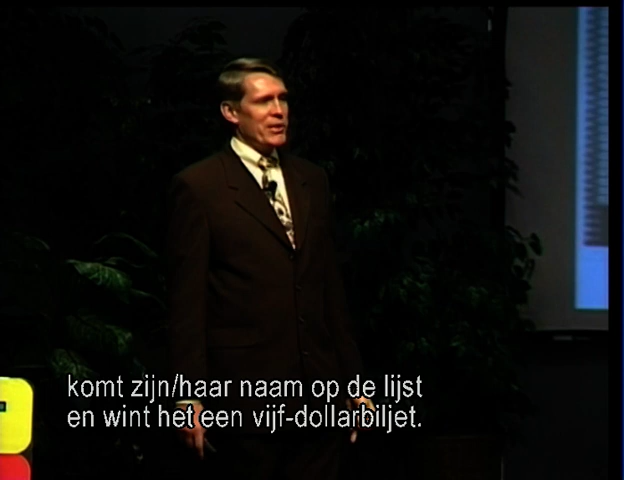 komt zijn/haar naam op de lijst
en wint het een vijf-dollarbiljet.